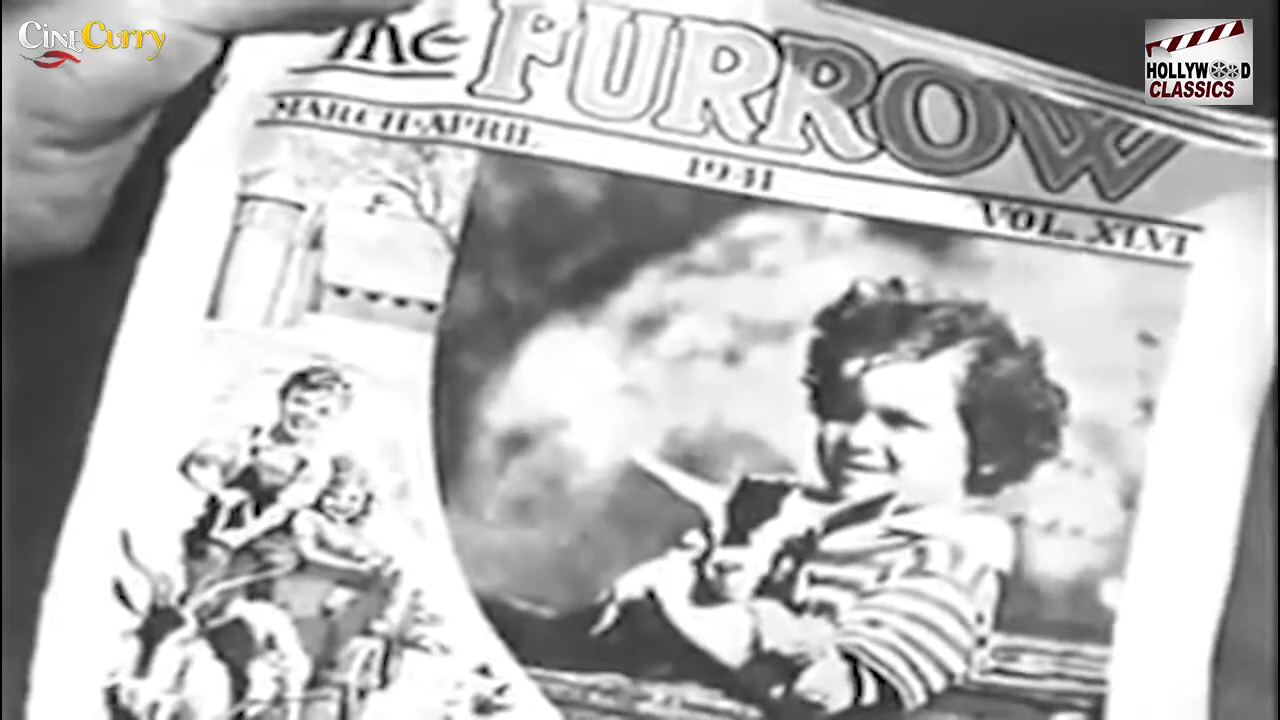 CineCurry
HOLLYWOOD
CLASSICS
The FURROW
MARCH-APRIL 1941 VOL. XLVI